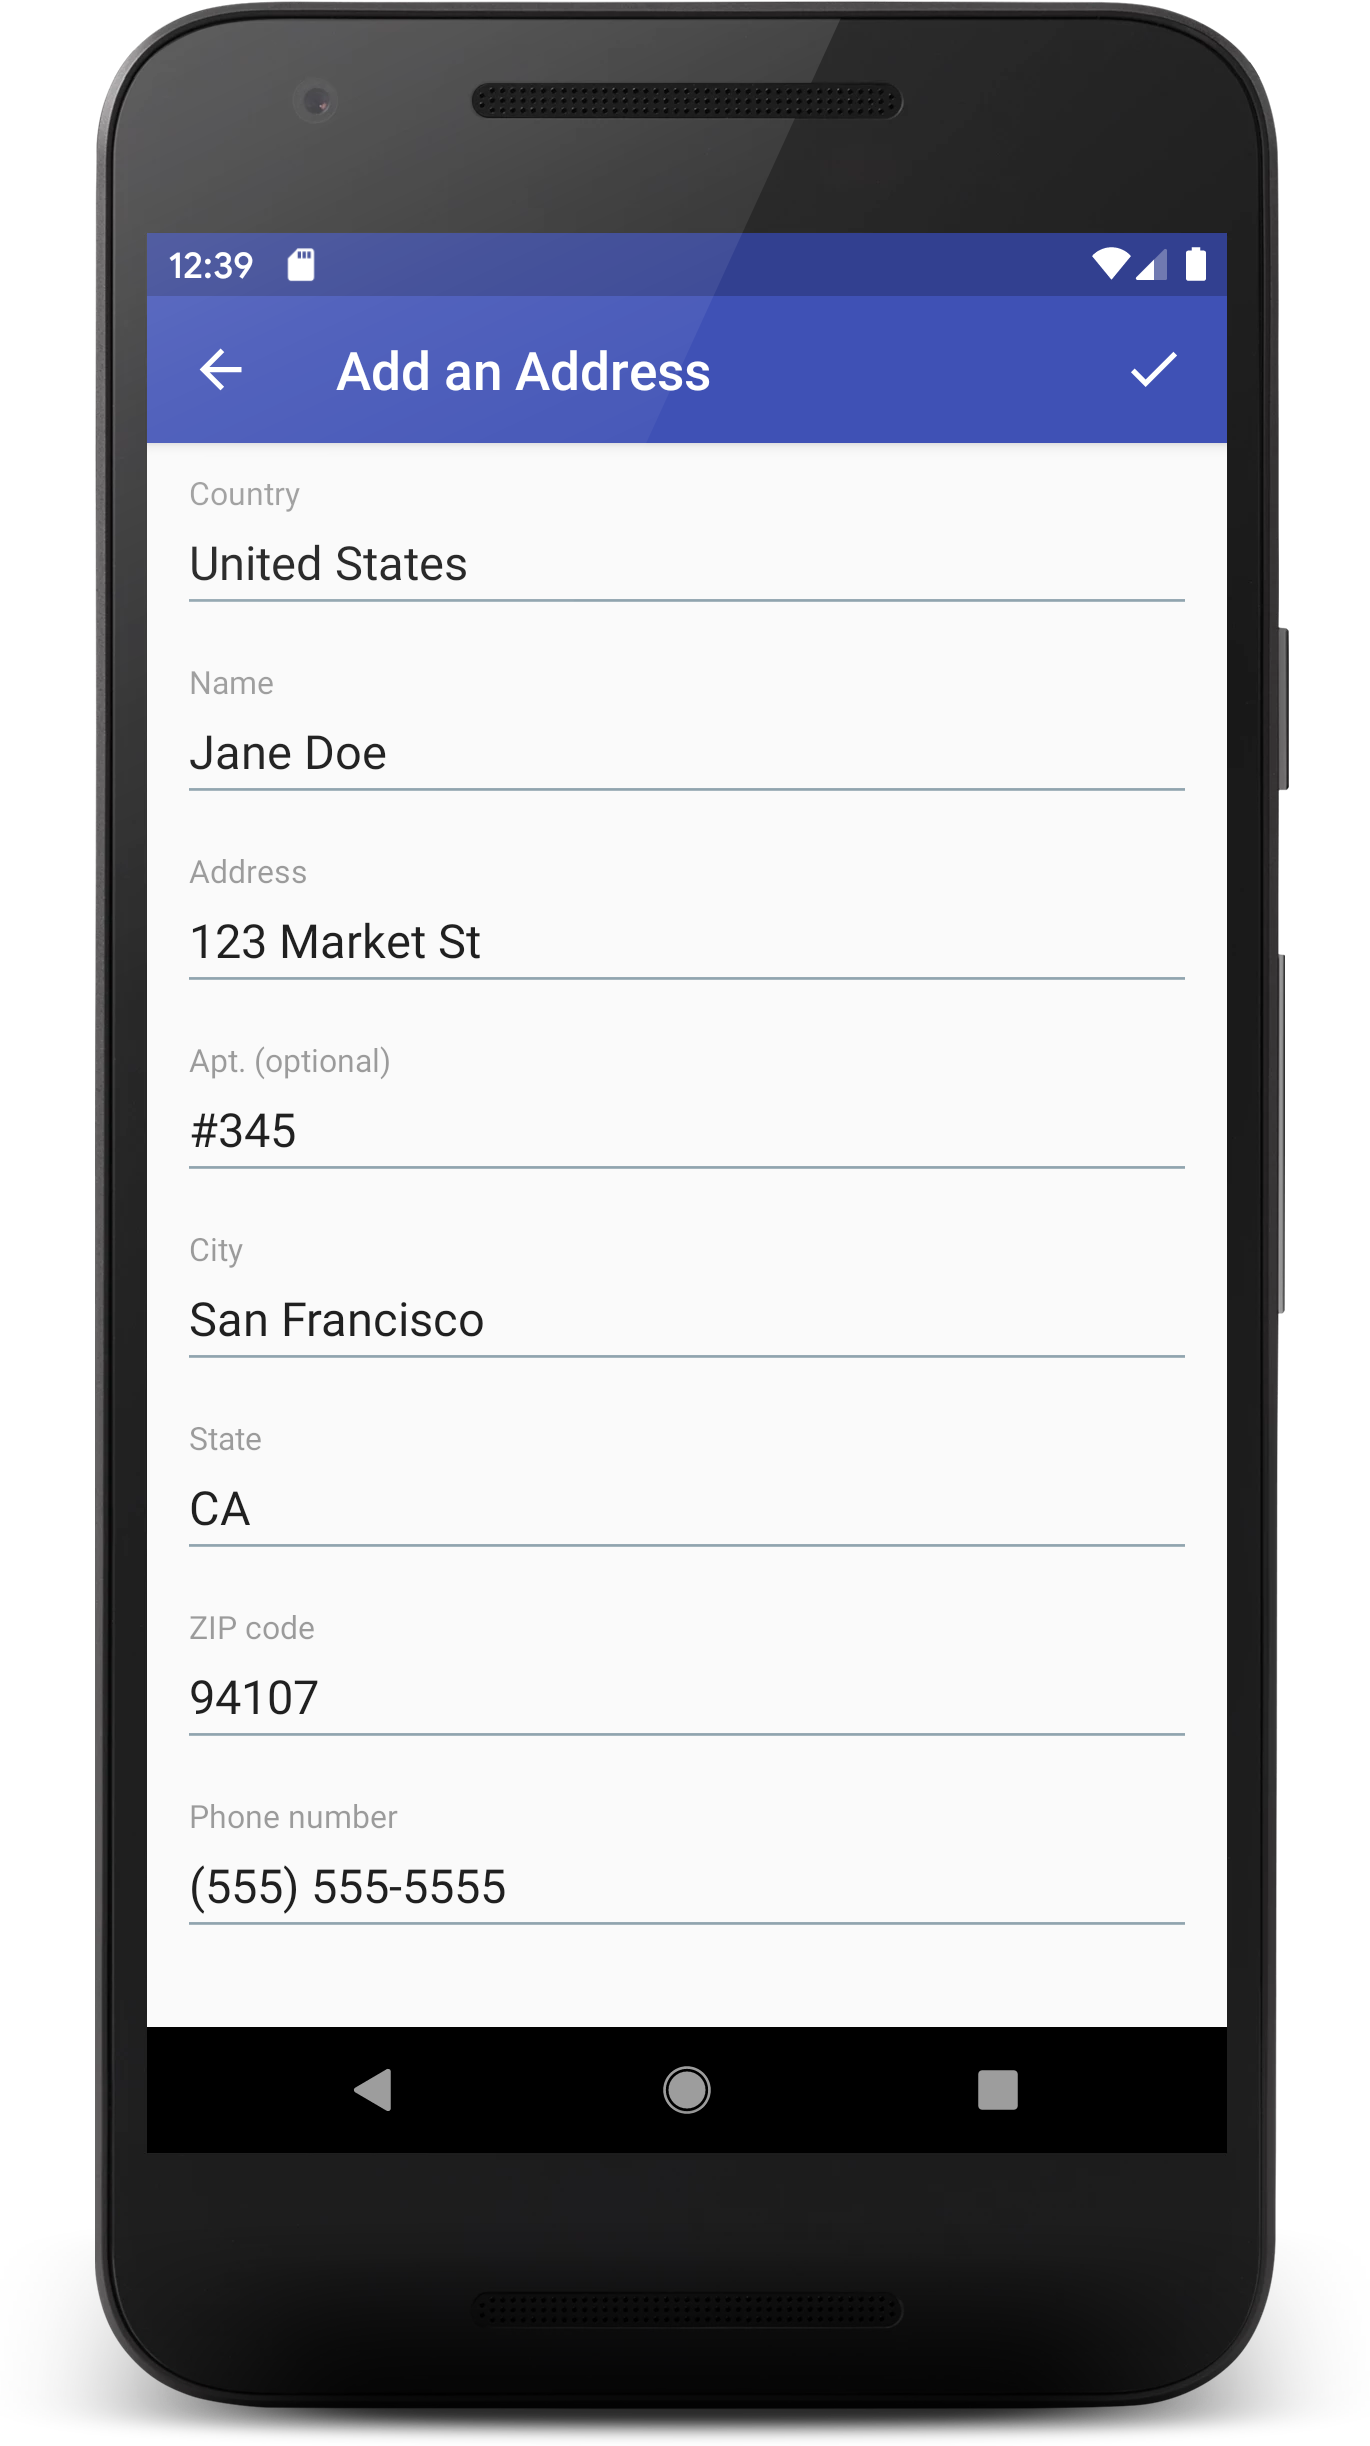 12:39
Add an Address
Country
United States
Name
Jane Doe
Address
123 Market St
Apt. (optional)
#345
City
San Francisco
State
CA
ZIP code
94107
Phone number
(555) 555-5555